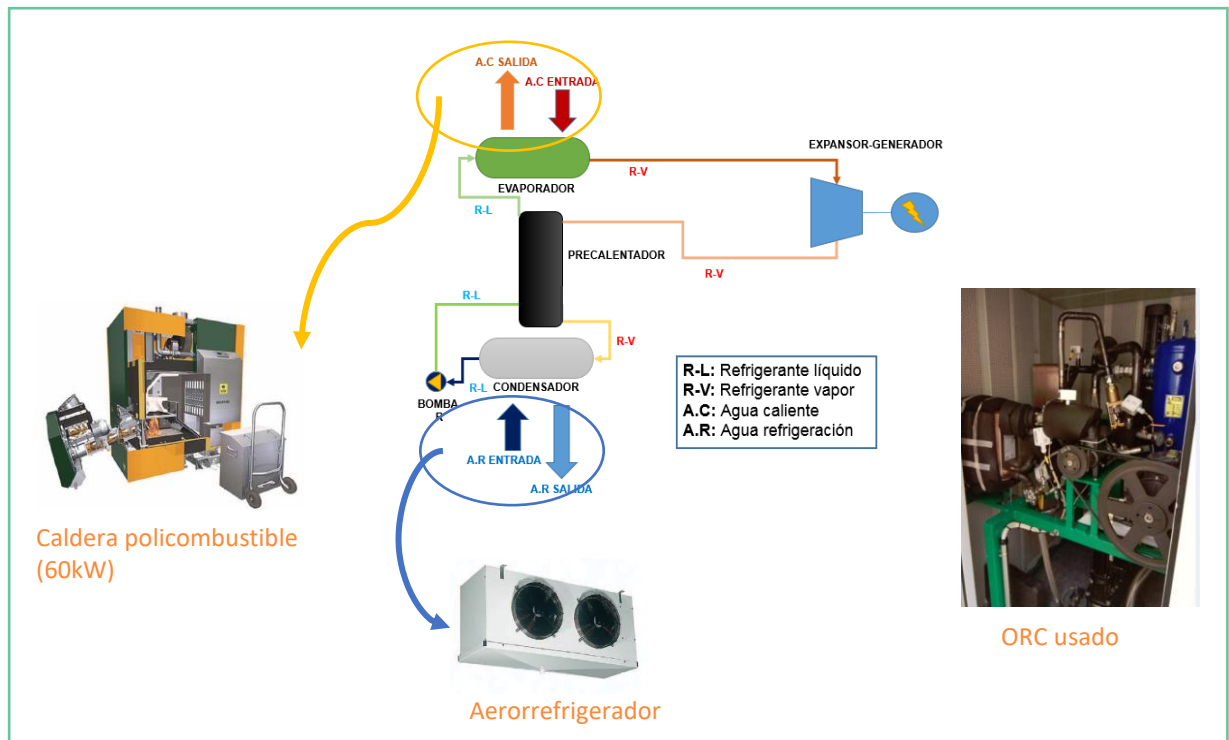 A.C SALIDA
A.C ENTRADA
EXPANSOR-GENERADOR
EVAPORADOR
R-V
R-L
PRECALENTADOR
R-V
R-L
R-V
R-L
CONDENSADOR
BOMBA
R
A.R ENTRADA
A.R SALIDA
R-L: Refrigerante líquido
R-V: Refrigerante vapor
A.C: Agua caliente
A.R: Agua refrigeración
Caldera policombustible
(60kW)
Aerorrefrigerador
ORC usado